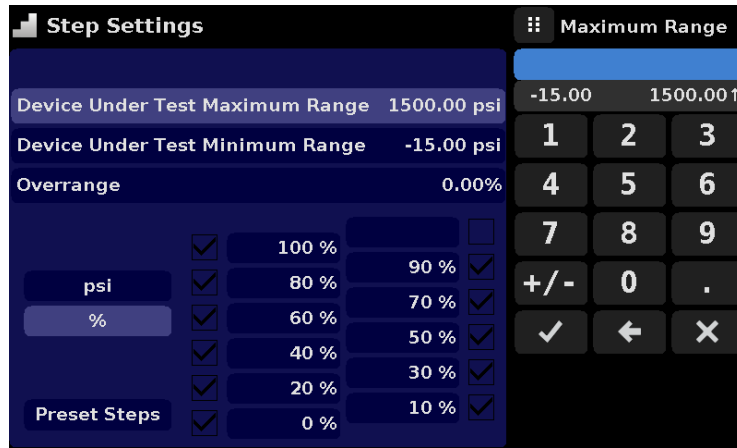 Step Settings
Maximum Range
Device Under Test Maximum Range 1500.00 psi
Device Under Test Minimum Range -15.00 psi
Overrange 0.00%
psi
%
Preset Steps
100 %
90 %
80 %
70 %
60 %
50 %
40 %
30 %
20 %
10 %
0 %
-15.00 1500.00↑
1 2 3
4 5 6
7 8 9
+/- 0 .